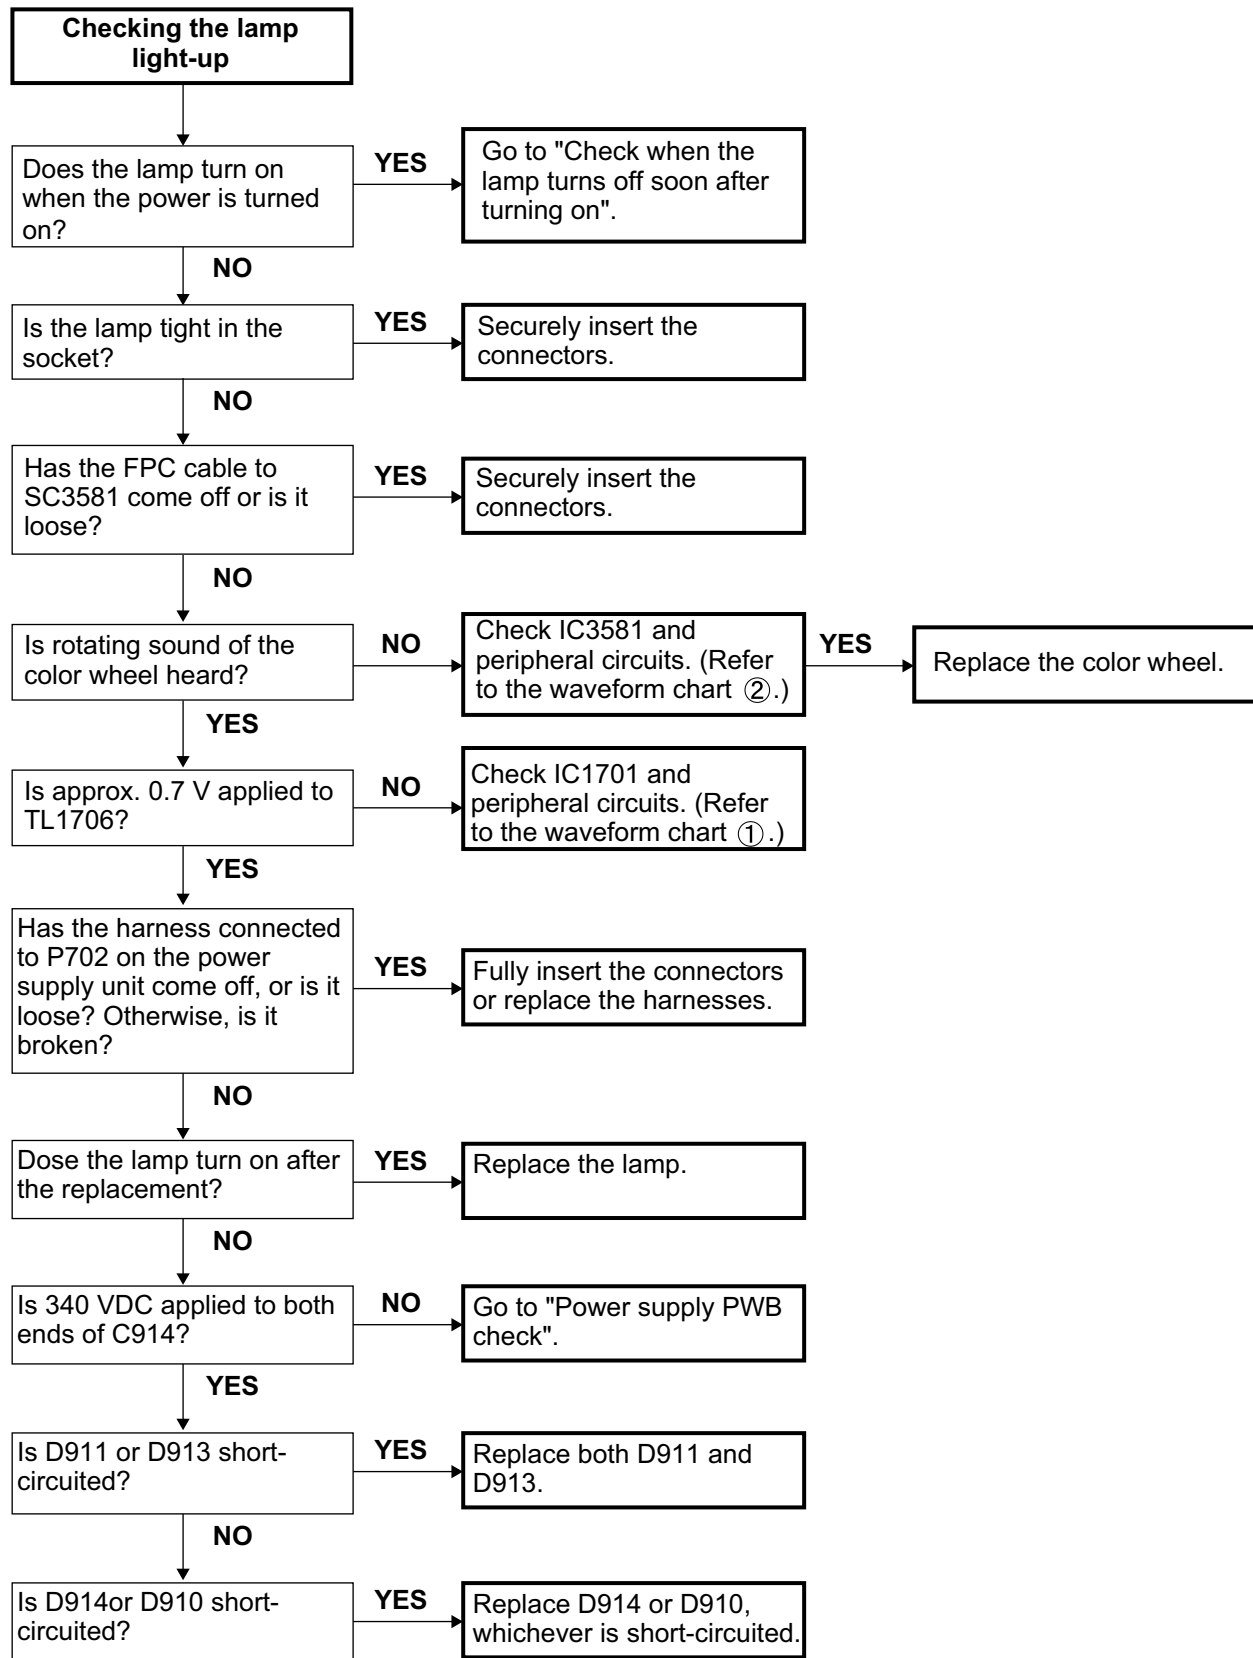 Checking the lamp
light-up
Does the lamp turn on
when the power is turned
on?
YES
Go to "Check when the
lamp turns off soon after
turning on".
NO
Is the lamp tight in the
socket?
YES
Securely insert the
connectors.
NO
Has the FPC cable to
SC3581 come off or is it
loose?
YES
Securely insert the
connectors.
NO
Is rotating sound of the
color wheel heard?
NO
Check IC3581 and
peripheral circuits. (Refer
to the waveform chart ②.)
YES
Replace the color wheel.
YES
Is approx. 0.7 V applied to
TL1706?
NO
Check IC1701 and
peripheral circuits. (Refer
to the waveform chart ①.)
YES
Has the harness connected
to P702 on the power
supply unit come off, or is it
loose? Otherwise, is it
broken?
YES
Fully insert the connectors
or replace the harnesses.
NO
Dose the lamp turn on after
the replacement?
YES
Replace the lamp.
NO
Is 340 VDC applied to both
ends of C914?
NO
Go to "Power supply PWB
check".
YES
Is D911 or D913 short-
circuited?
YES
Replace both D911 and
D913.
NO
Is D914or D910 short-
circuited?
YES
Replace D914 or D910,
whichever is short-circuited.